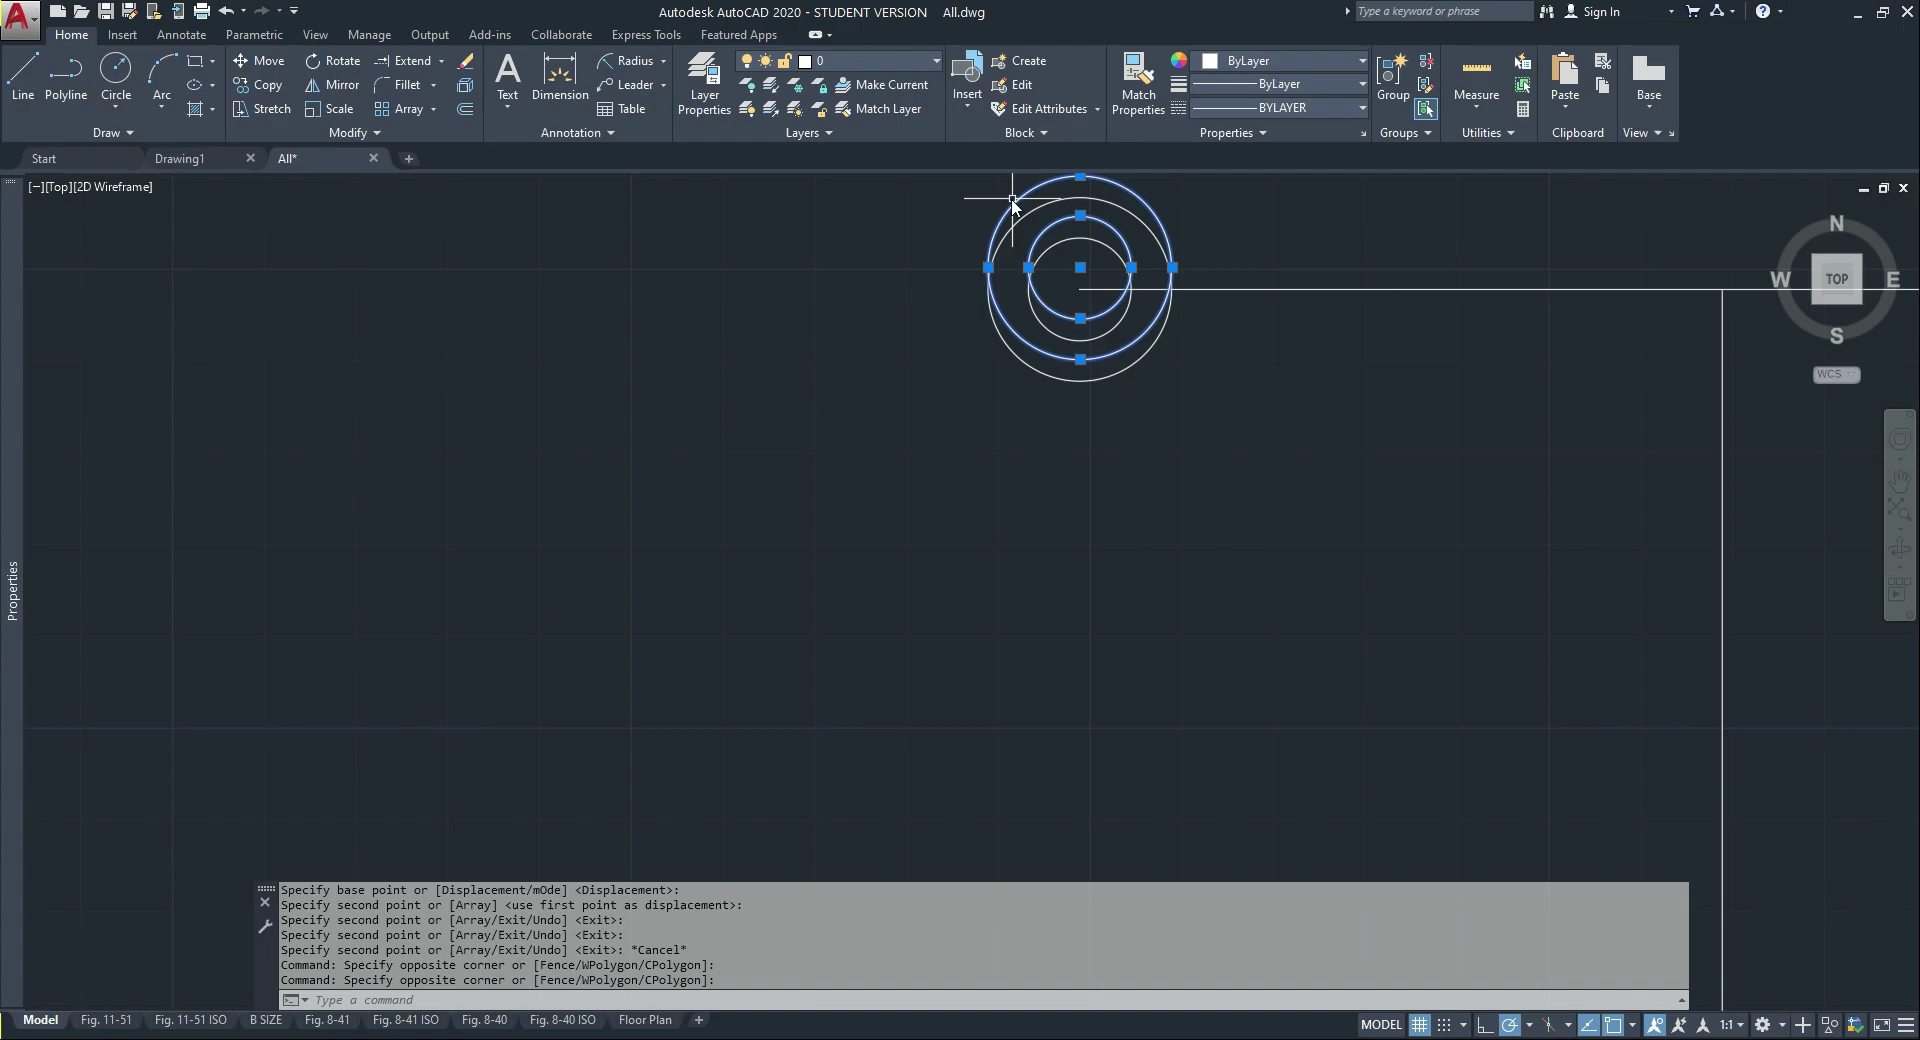 Autodesk AutoCAD 2020 - STUDENT VERSION All.dwg
Type a keyword or phrase
Sign In
Home Insert Annotate Parametric View Manage Output Add-ins Collaborate Express Tools Featured Apps
Line Polyline Circle Arc
Draw
Move Rotate Extend
Copy Mirror Fillet
Stretch Scale Array
Modify
Text Dimension
Radius
Leader
Table
Annotation
Layer
Properties
0
Make Current
Match Layer
Layers
Insert
Create
Edit
Edit Attributes
Block
Match
Properties
ByLayer
ByLayer
BYLAYER
Properties
Group
Groups
Measure
Utilities
Paste
Clipboard
Base
View
Start Drawing1 All*
[−][Top][2D Wireframe]
N
W TOP E
S
WCS
Properties
Specify base point or [Displacement/mOde] <Displacement>:
Specify second point or [Array] <use first point as displacement>:
Specify second point or [Array/Exit/Undo] <Exit>:
Specify second point or [Array/Exit/Undo] <Exit>:
Specify second point or [Array/Exit/Undo] <Exit>: *Cancel*
Command: Specify opposite corner or [Fence/WPolygon/CPolygon]:
Command: Specify opposite corner or [Fence/WPolygon/CPolygon]:
Type a command
Model Fig. 11-51 Fig. 11-51 ISO B SIZE Fig. 8-41 Fig. 8-41 ISO Fig. 8-40 Fig. 8-40 ISO Floor Plan
MODEL 1:1